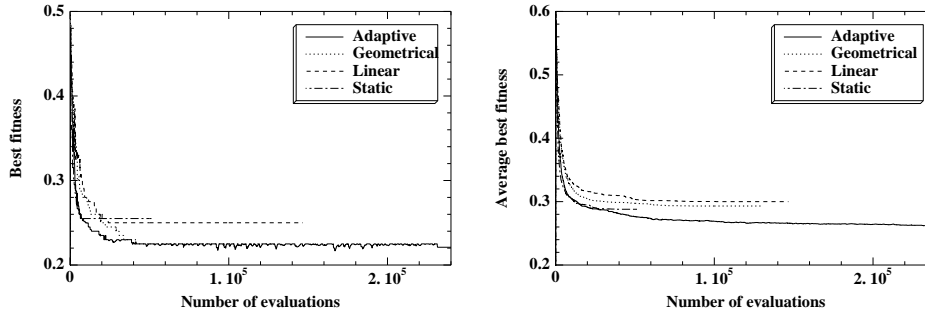 0.5
0.4
0.3
0.2
Best fitness
Adaptive
Geometrical
Linear
Static
0
1. 10^5
2. 10^5
Number of evaluations
0.6
0.5
0.4
0.3
0.2
Average best fitness
Adaptive
Geometrical
Linear
Static
0
1. 10^5
2. 10^5
Number of evaluations